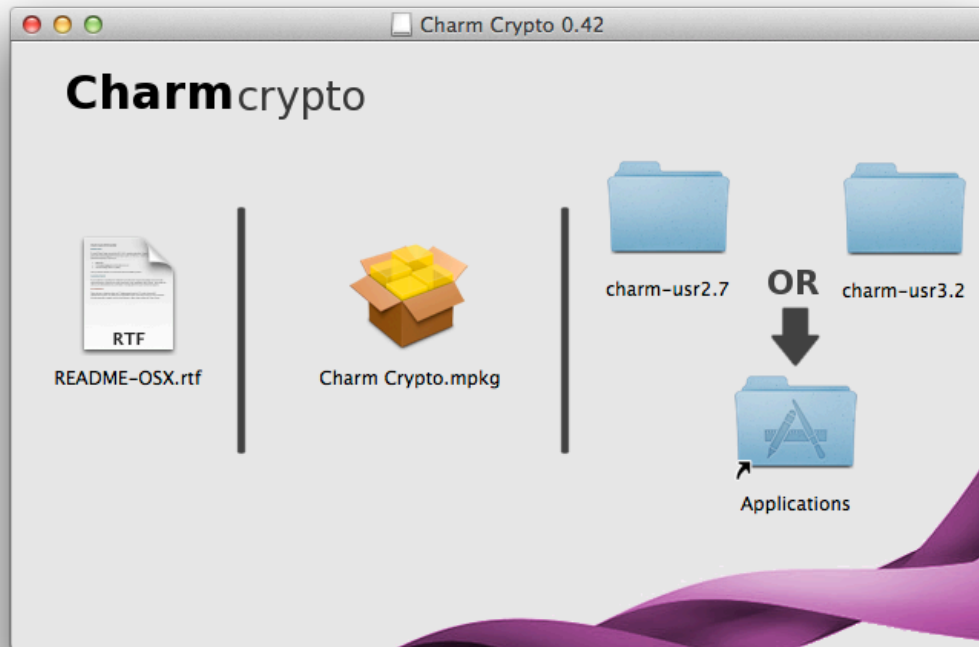 Charm Crypto 0.42
Charmcrypto
charm-usr2.7
OR
charm-usr3.2
RTF
README-OSX.rtf
Charm Crypto.mpkg
Applications